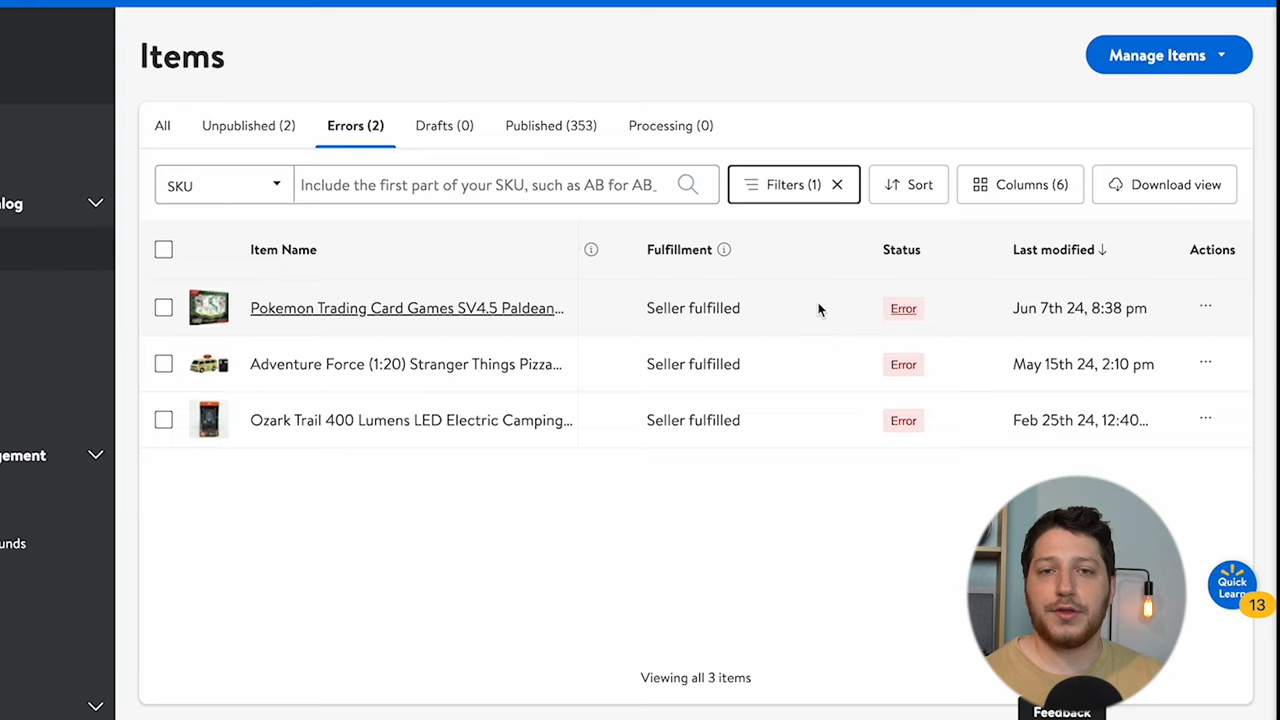 Items
Manage Items
All
Unpublished (2)
Errors (2)
Drafts (0)
Published (353)
Processing (0)
SKU
Include the first part of your SKU, such as AB for AB_
Filters (1)
Sort
Columns (6)
Download view
alog
Item Name
Fulfillment
Status
Last modified
Actions
Pokemon Trading Card Games SV4.5 Paldean...
Seller fulfilled
Error
Jun 7th 24, 8:38 pm
Adventure Force (1:20) Stranger Things Pizza...
Seller fulfilled
Error
May 15th 24, 2:10 pm
Ozark Trail 400 Lumens LED Electric Camping...
Seller fulfilled
Error
Feb 25th 24, 12:40...
gement
unds
Quick
Learn
13
Viewing all 3 items
Feedback